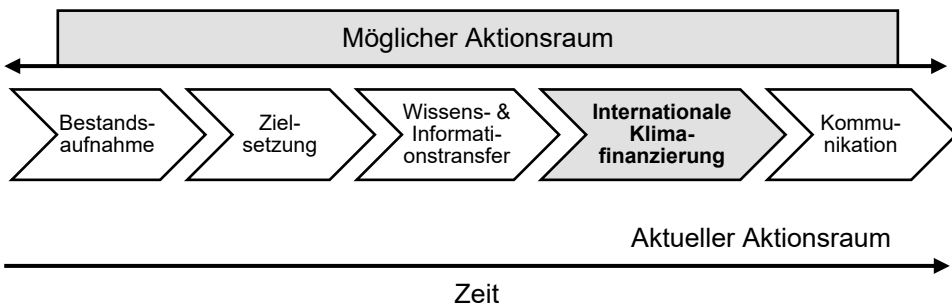 Möglicher Aktionsraum
Bestands-
aufnahme
Ziel-
setzung
Wissens- &
Informati-
onstransfer
Internationale
Klima-
finanzierung
Kommu-
nikation
Aktueller Aktionsraum
Zeit